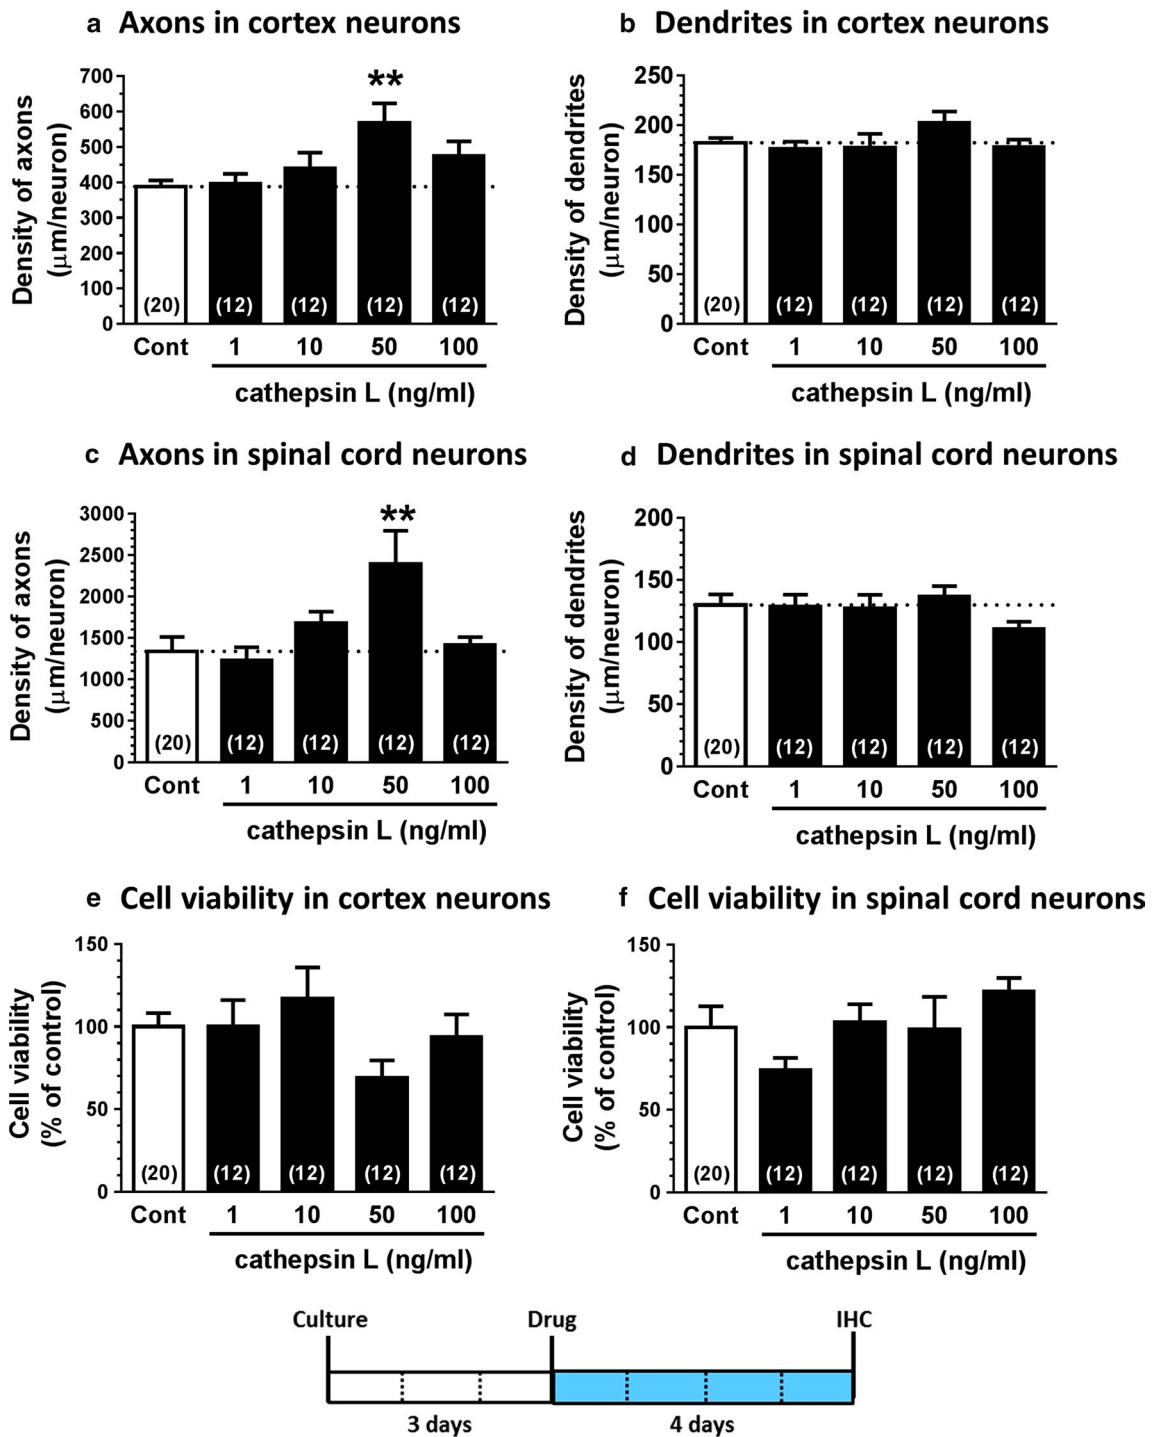 a Axons in cortex neurons
b Dendrites in cortex neurons
Density of axons
(μm/neuron)
700
600
500
400
300
200
100
0
**
(20) (12) (12) (12) (12)
Cont 1 10 50 100
cathepsin L (ng/ml)
Density of dendrites
(μm/neuron)
250
200
150
100
50
0
(20) (12) (12) (12) (12)
Cont 1 10 50 100
cathepsin L (ng/ml)
c Axons in spinal cord neurons
d Dendrites in spinal cord neurons
Density of axons
(μm/neuron)
3000
2500
2000
1500
1000
500
0
**
(20) (12) (12) (12) (12)
Cont 1 10 50 100
cathepsin L (ng/ml)
Density of dendrites
(μm/neuron)
200
150
100
50
0
(20) (12) (12) (12) (12)
Cont 1 10 50 100
cathepsin L (ng/ml)
e Cell viability in cortex neurons
f Cell viability in spinal cord neurons
Cell viability
(% of control)
150
100
50
0
(20) (12) (12) (12) (12)
Cont 1 10 50 100
cathepsin L (ng/ml)
Cell viability
(% of control)
150
100
50
0
(20) (12) (12) (12) (12)
Cont 1 10 50 100
cathepsin L (ng/ml)
Culture Drug IHC
3 days 4 days